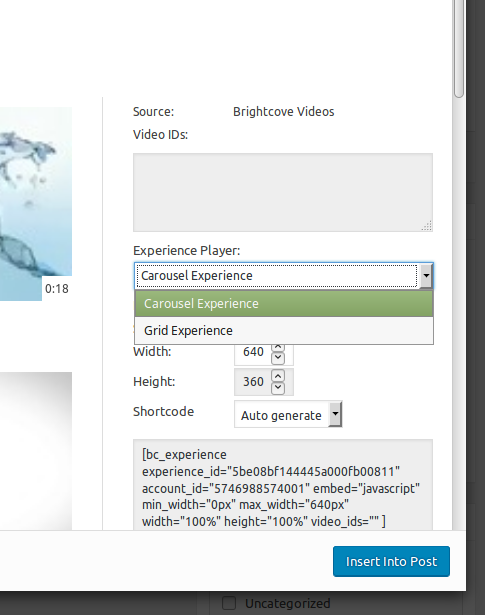 Source: Brightcove Videos
Video IDs:
0:18
Experience Player:
Carousel Experience
Carousel Experience
Grid Experience
Width: 640
Height: 360
Shortcode Auto generate
[bc_experience
experience_id="5be08bf144445a000fb00811"
account_id="5746988574001" embed="javascript"
min_width="0px" max_width="640px"
width="100%" height="100%" video_ids="" ]
Insert Into Post
Uncategorized